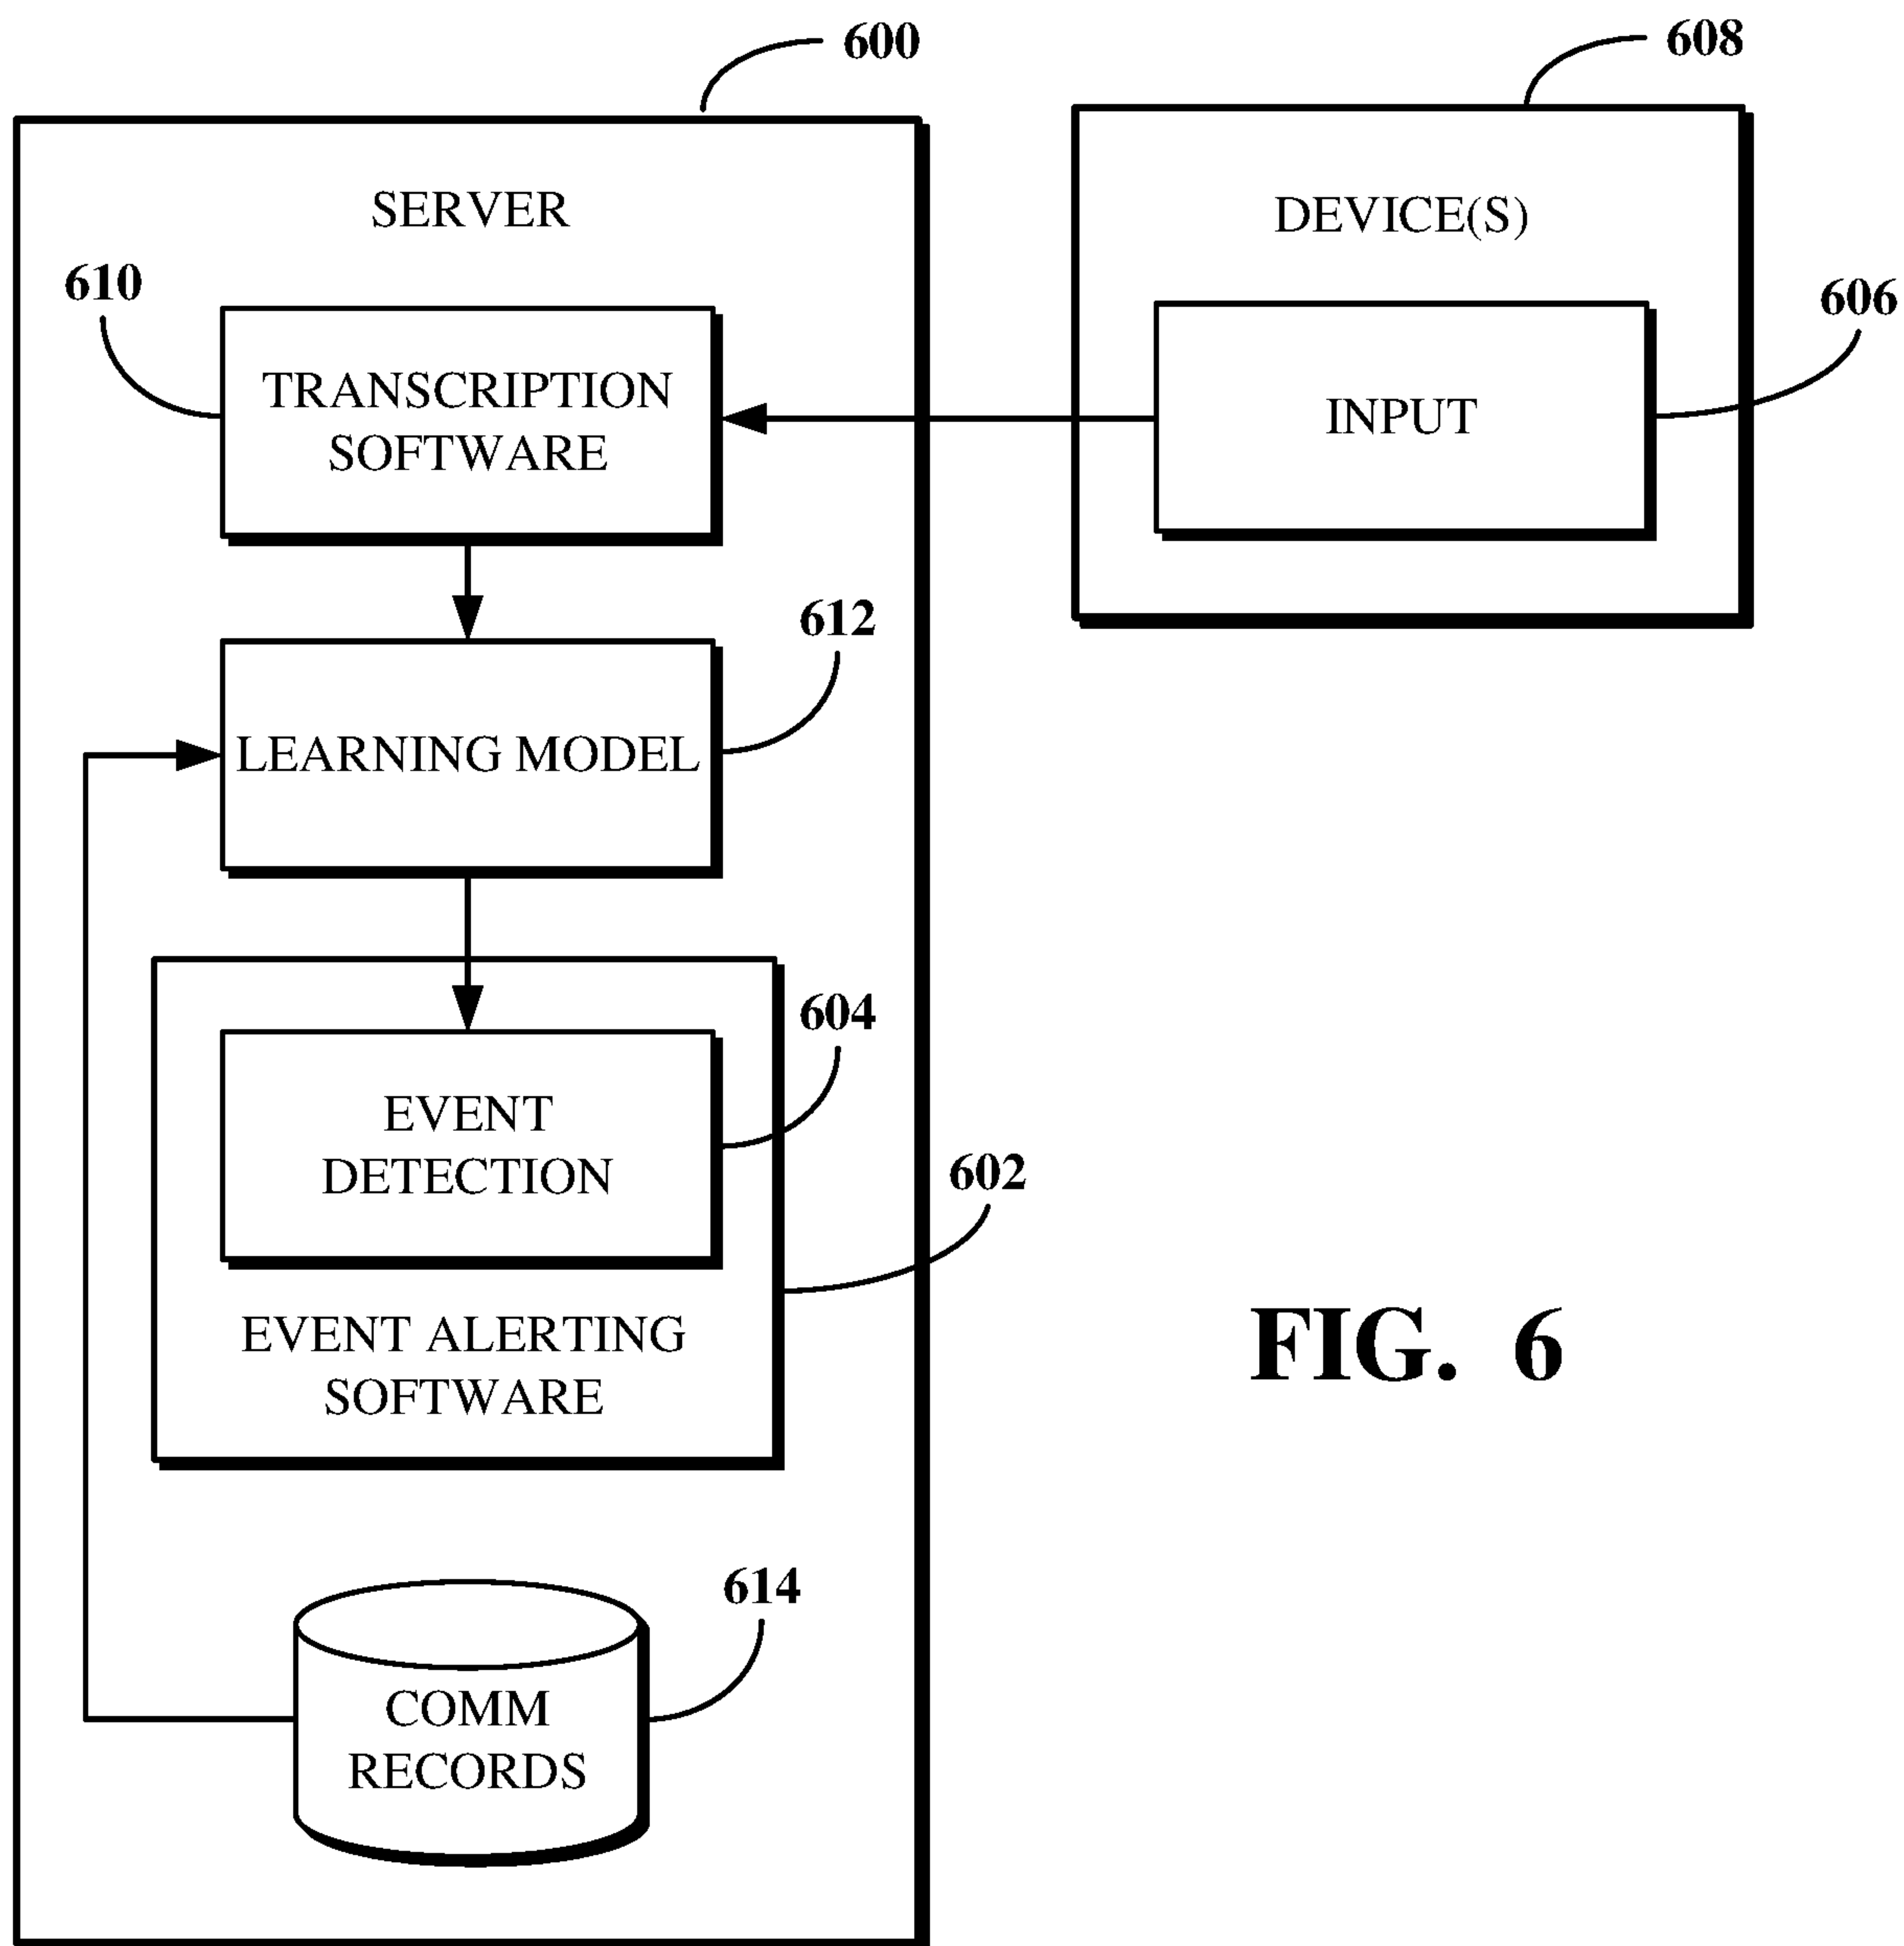 600
608
SERVER
DEVICE(S)
610
606
TRANSCRIPTION
SOFTWARE
INPUT
612
LEARNING MODEL
604
EVENT
DETECTION
602
EVENT ALERTING
SOFTWARE
FIG. 6
614
COMM
RECORDS